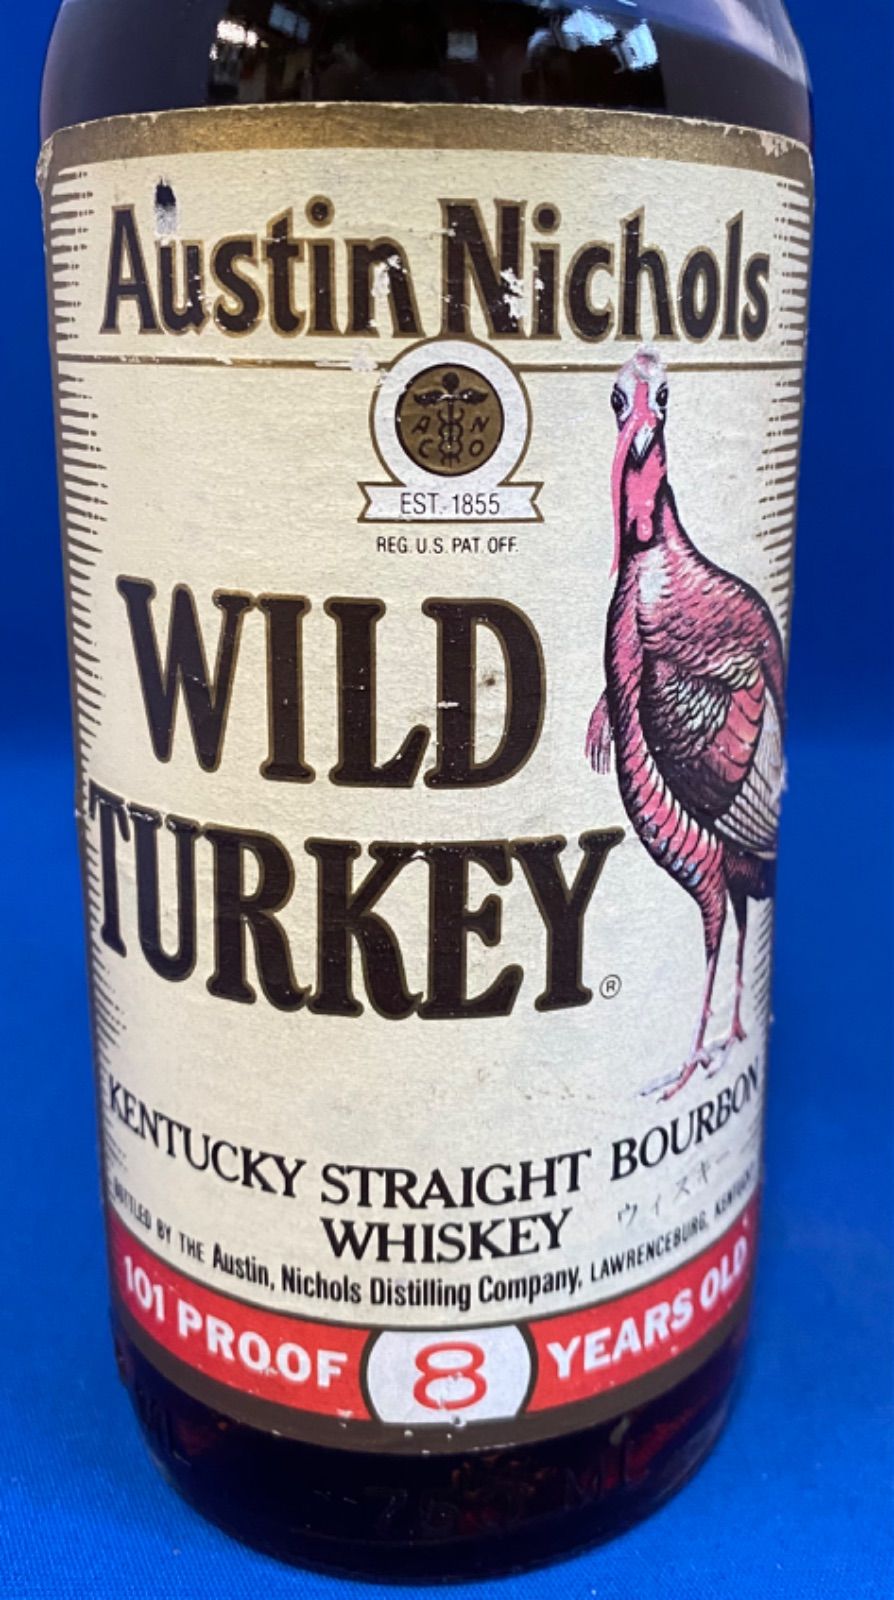 Austin Nichols
A N
C O
EST. 1855
REG. U.S. PAT. OFF.
WILD
TURKEY®
KENTUCKY STRAIGHT BOURBON
WHISKEY
ウィスキー
BOTTLED BY THE Austin, Nichols Distilling Company, LAWRENCEBURG, KENTUCKY
101 PROOF 8 YEARS OLD